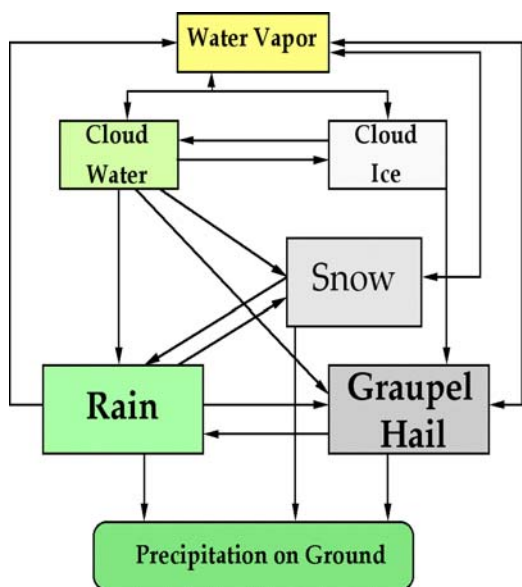 Water Vapor
Cloud
Water
Cloud
Ice
Snow
Rain
Graupel
Hail
Precipitation on Ground